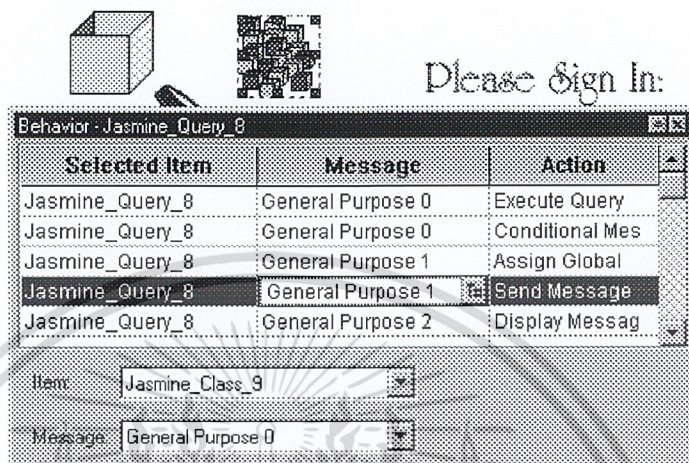 Please Sign In:
Behavior - Jasmine_Query_8
Selected Item Message Action
Jasmine_Query_8 General Purpose 0 Execute Query
Jasmine_Query_8 General Purpose 0 Conditional Mes
Jasmine_Query_8 General Purpose 1 Assign Global
Jasmine_Query_8 General Purpose 1 Send Message
Jasmine_Query_8 General Purpose 2 Display Messag
Item: Jasmine_Class_9
Message: General Purpose 0